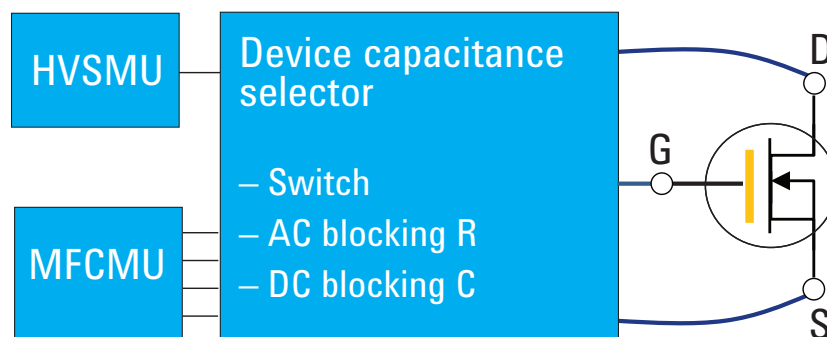 HVSMU
Device capacitance
selector
– Switch
– AC blocking R
– DC blocking C
MFCMU
D
G
S